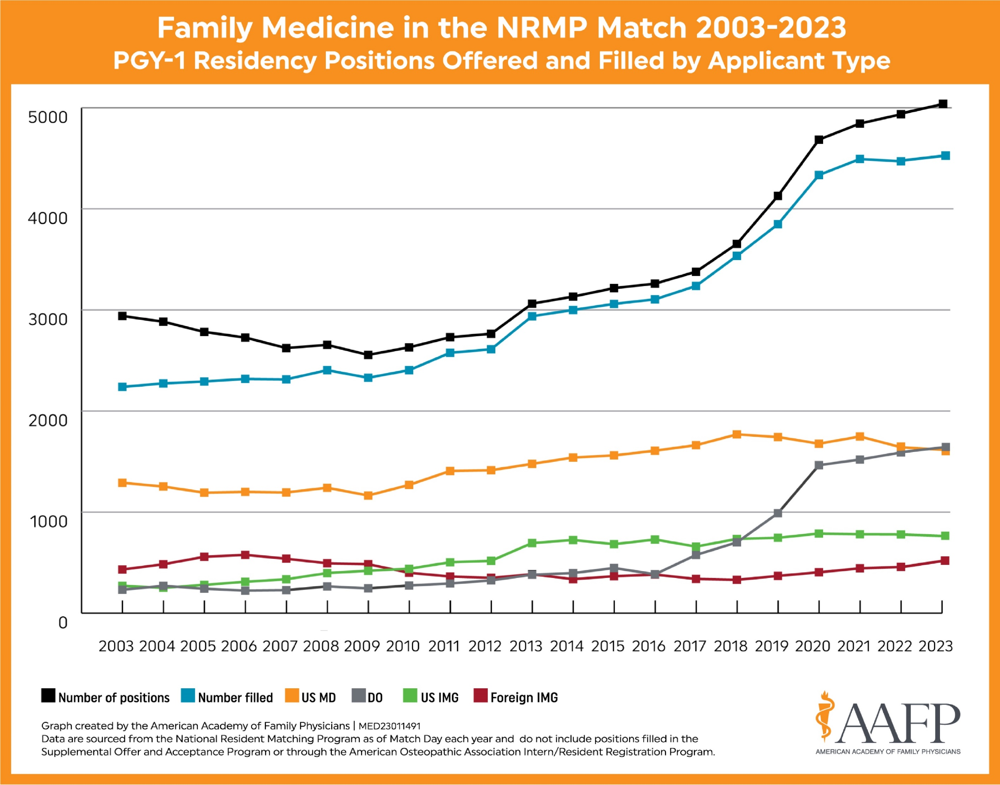 Family Medicine in the NRMP Match 2003-2023
PGY-1 Residency Positions Offered and Filled by Applicant Type
5000
4000
3000
2000
1000
0
2003 2004 2005 2006 2007 2008 2009 2010 2011 2012 2013 2014 2015 2016 2017 2018 2019 2020 2021 2022 2023
Number of positions Number filled US MD DO US IMG Foreign IMG
Graph created by the American Academy of Family Physicians | MED23011491
Data are sourced from the National Resident Matching Program as of Match Day each year and do not include positions filled in the
Supplemental Offer and Acceptance Program or through the American Osteopathic Association Intern/Resident Registration Program.
AAFP
AMERICAN ACADEMY OF FAMILY PHYSICIANS